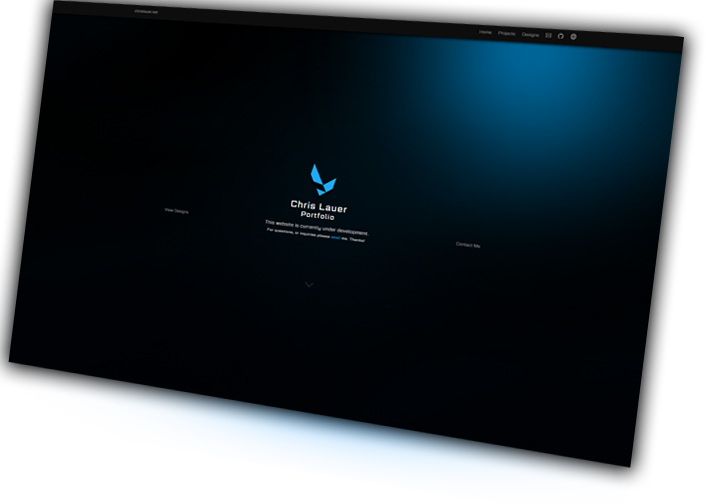 Home Projects Designs
View Designs
Chris Lauer
Portfolio
This website is currently under development.
For questions, or inquiries please email me. Thanks!
Contact Me